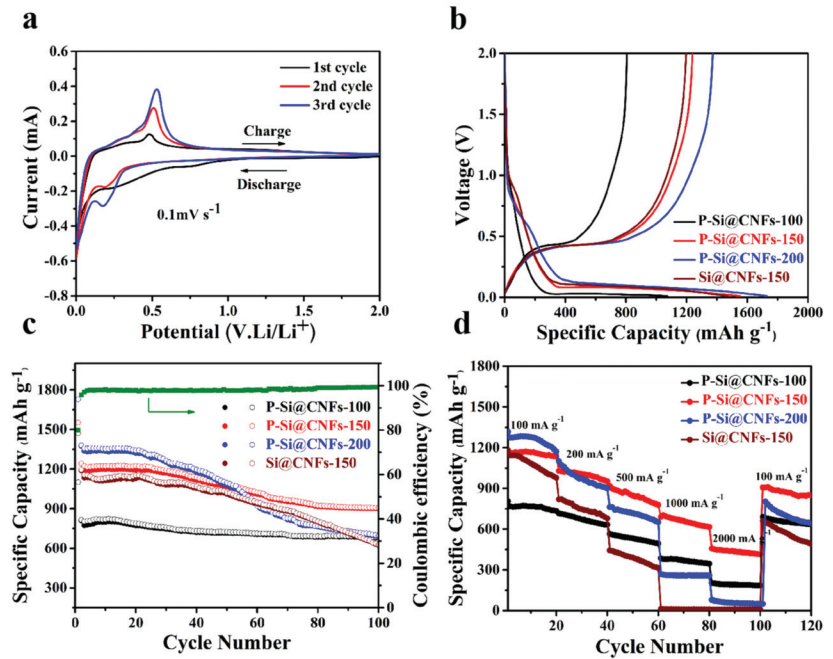 a
0.6
0.4
0.2
0.0
-0.2
-0.4
-0.6
-0.8
Current (mA)
1st cycle
2nd cycle
3rd cycle
Charge
Discharge
0.1mV s⁻¹
0.0 0.5 1.0 1.5 2.0
Potential (V.Li/Li⁺)
b
2.0
1.5
1.0
0.5
0.0
Voltage (V)
P-Si@CNFs-100
P-Si@CNFs-150
P-Si@CNFs-200
Si@CNFs-150
0 400 800 1200 1600 2000
Specific Capacity (mAh g⁻¹)
c
1800
1500
1200
900
600
300
Specific Capacity (mAh g⁻¹)
P-Si@CNFs-100
P-Si@CNFs-150
P-Si@CNFs-200
Si@CNFs-150
100
80
60
40
20
0
Coulombic efficiency (%)
0 20 40 60 80 100
Cycle Number
d
1800
1500
1200
900
600
300
0
Specific Capacity (mAh g⁻¹)
P-Si@CNFs-100
P-Si@CNFs-150
P-Si@CNFs-200
Si@CNFs-150
100 mA g⁻¹
200 mA g⁻¹
500 mA g⁻¹
1000 mA g⁻¹
2000 mA g⁻¹
100 mA g⁻¹
0 20 40 60 80 100 120
Cycle Number